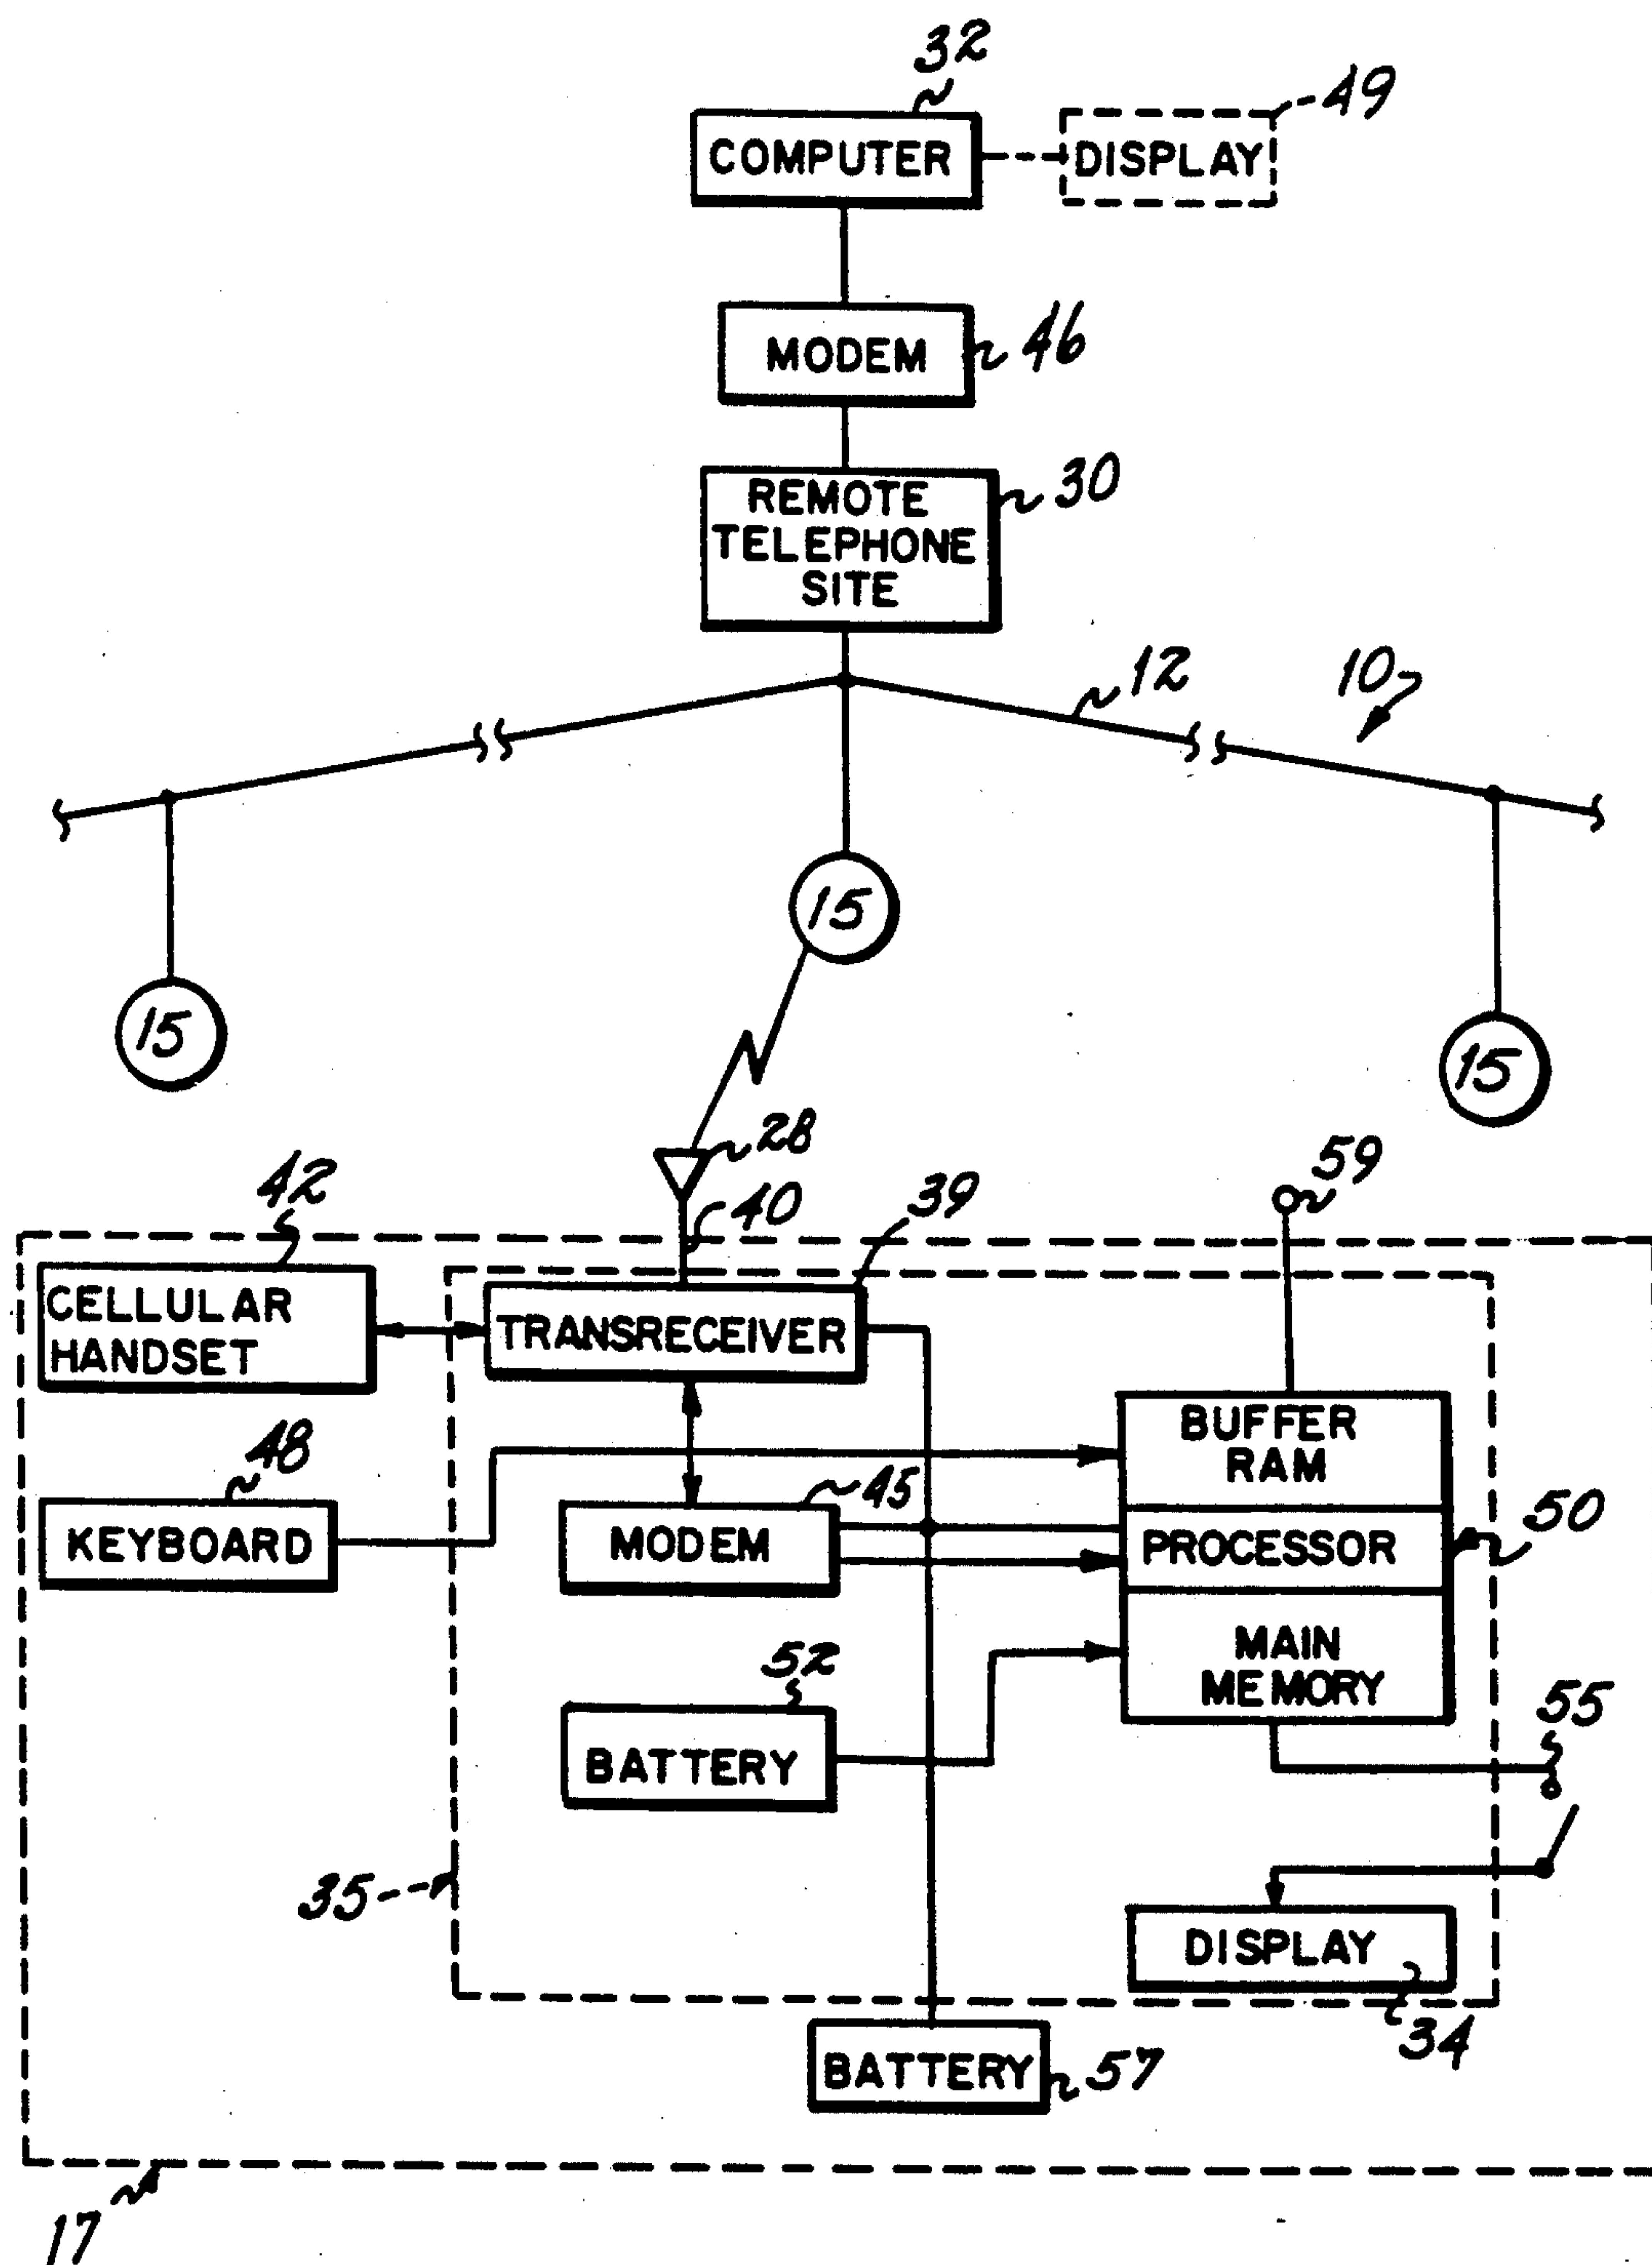 32
49
COMPUTER
DISPLAY
MODEM
46
REMOTE
TELEPHONE
SITE
30
12
10
15
15
15
28
59
42
40
39
CELLULAR
HANDSET
TRANSRECEIVER
BUFFER
RAM
48
45
KEYBOARD
MODEM
PROCESSOR
50
52
MAIN
MEMORY
55
BATTERY
35
DISPLAY
34
BATTERY
57
17